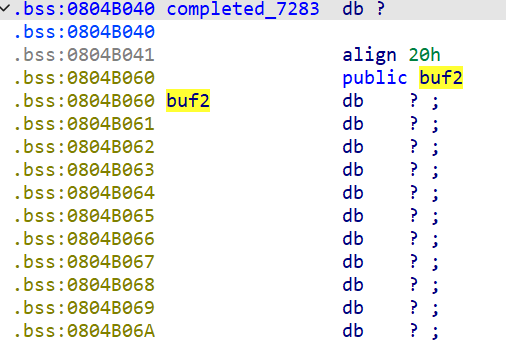 .bss:0804B040 completed_7283 db ?
.bss:0804B040
.bss:0804B041 align 20h
.bss:0804B060 public buf2
.bss:0804B060 buf2 db ? ;
.bss:0804B061 db ? ;
.bss:0804B062 db ? ;
.bss:0804B063 db ? ;
.bss:0804B064 db ? ;
.bss:0804B065 db ? ;
.bss:0804B066 db ? ;
.bss:0804B067 db ? ;
.bss:0804B068 db ? ;
.bss:0804B069 db ? ;
.bss:0804B06A db ? ;